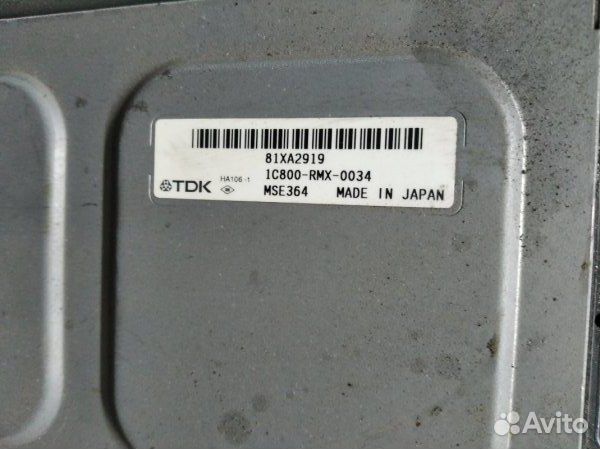 81XA2919
1C800-RMX-0034
TDK HA106-1 MSE364 MADE IN JAPAN
Avito